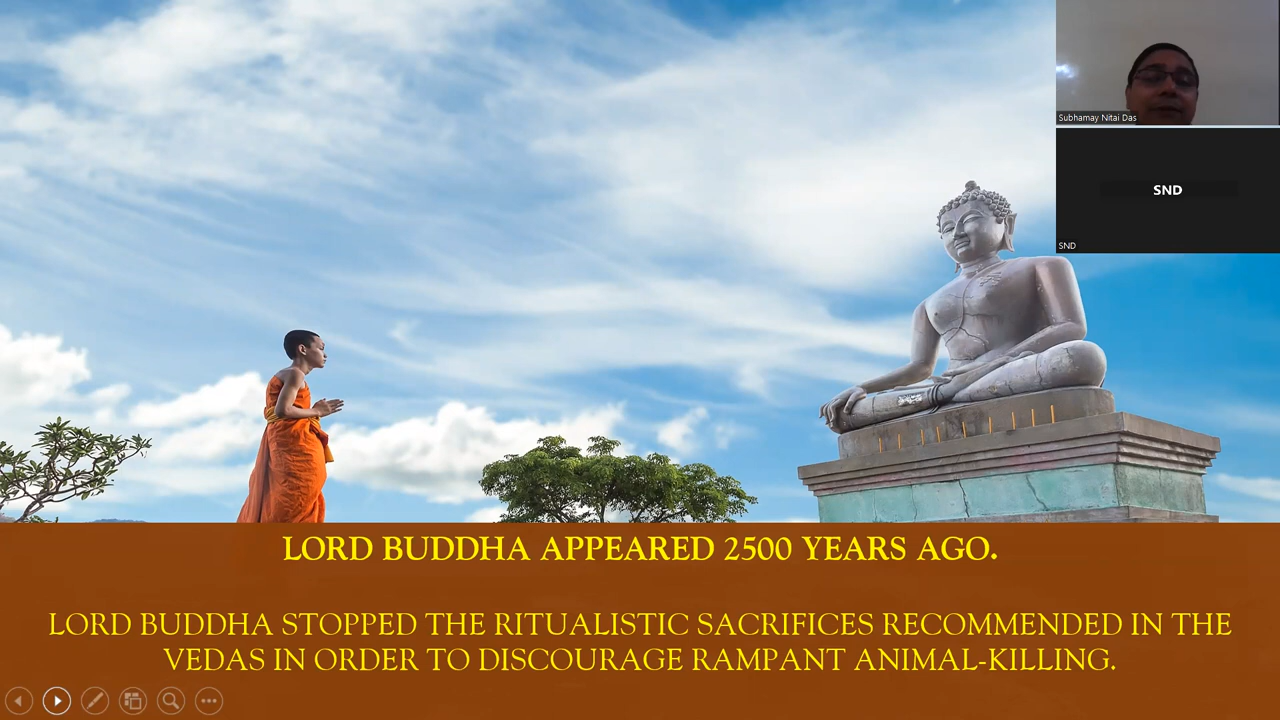 Subhamay Nitai Das
SND
SND
LORD BUDDHA APPEARED 2500 YEARS AGO.
LORD BUDDHA STOPPED THE RITUALISTIC SACRIFICES RECOMMENDED IN THE
VEDAS IN ORDER TO DISCOURAGE RAMPANT ANIMAL-KILLING.